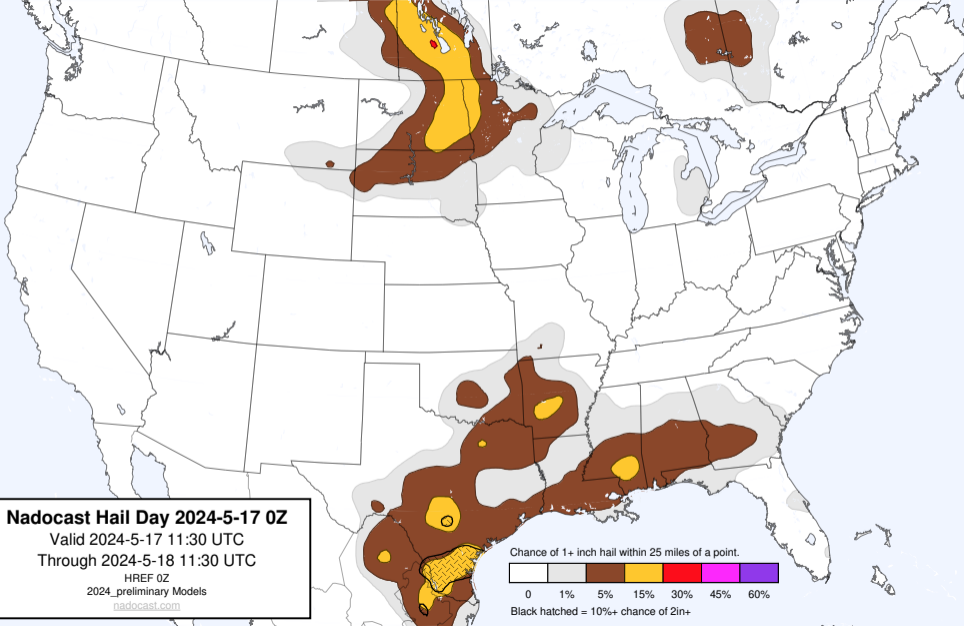 Nadocast Hail Day 2024-5-17 0Z
Valid 2024-5-17 11:30 UTC
Through 2024-5-18 11:30 UTC
HREF 0Z
2024_preliminary Models
nadocast.com
Chance of 1+ inch hail within 25 miles of a point.
0 1% 5% 15% 30% 45% 60%
Black hatched = 10%+ chance of 2in+